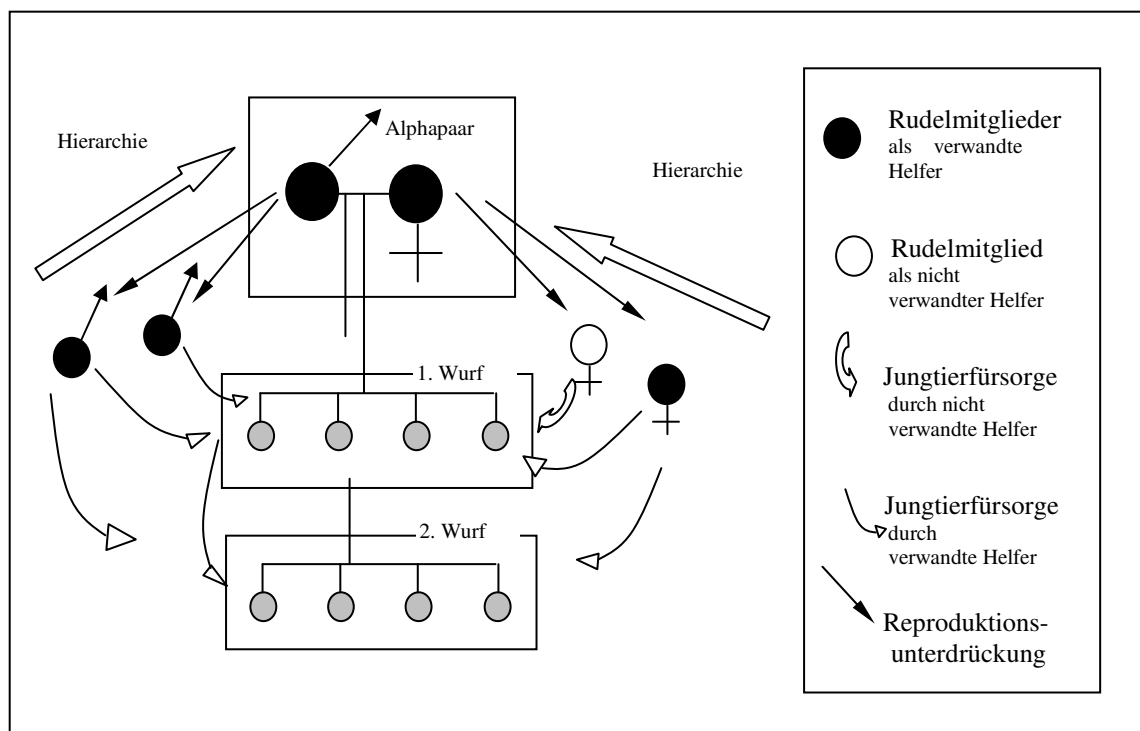 Hierarchie
Alphapaar
Hierarchie
1. Wurf
2. Wurf
Rudelmitglieder
als verwandte
Helfer
Rudelmitglied
als nicht
verwandter Helfer
Jungtierfürsorge
durch nicht
verwandte Helfer
Jungtierfürsorge
durch
verwandte Helfer
Reproduktions-
unterdrückung